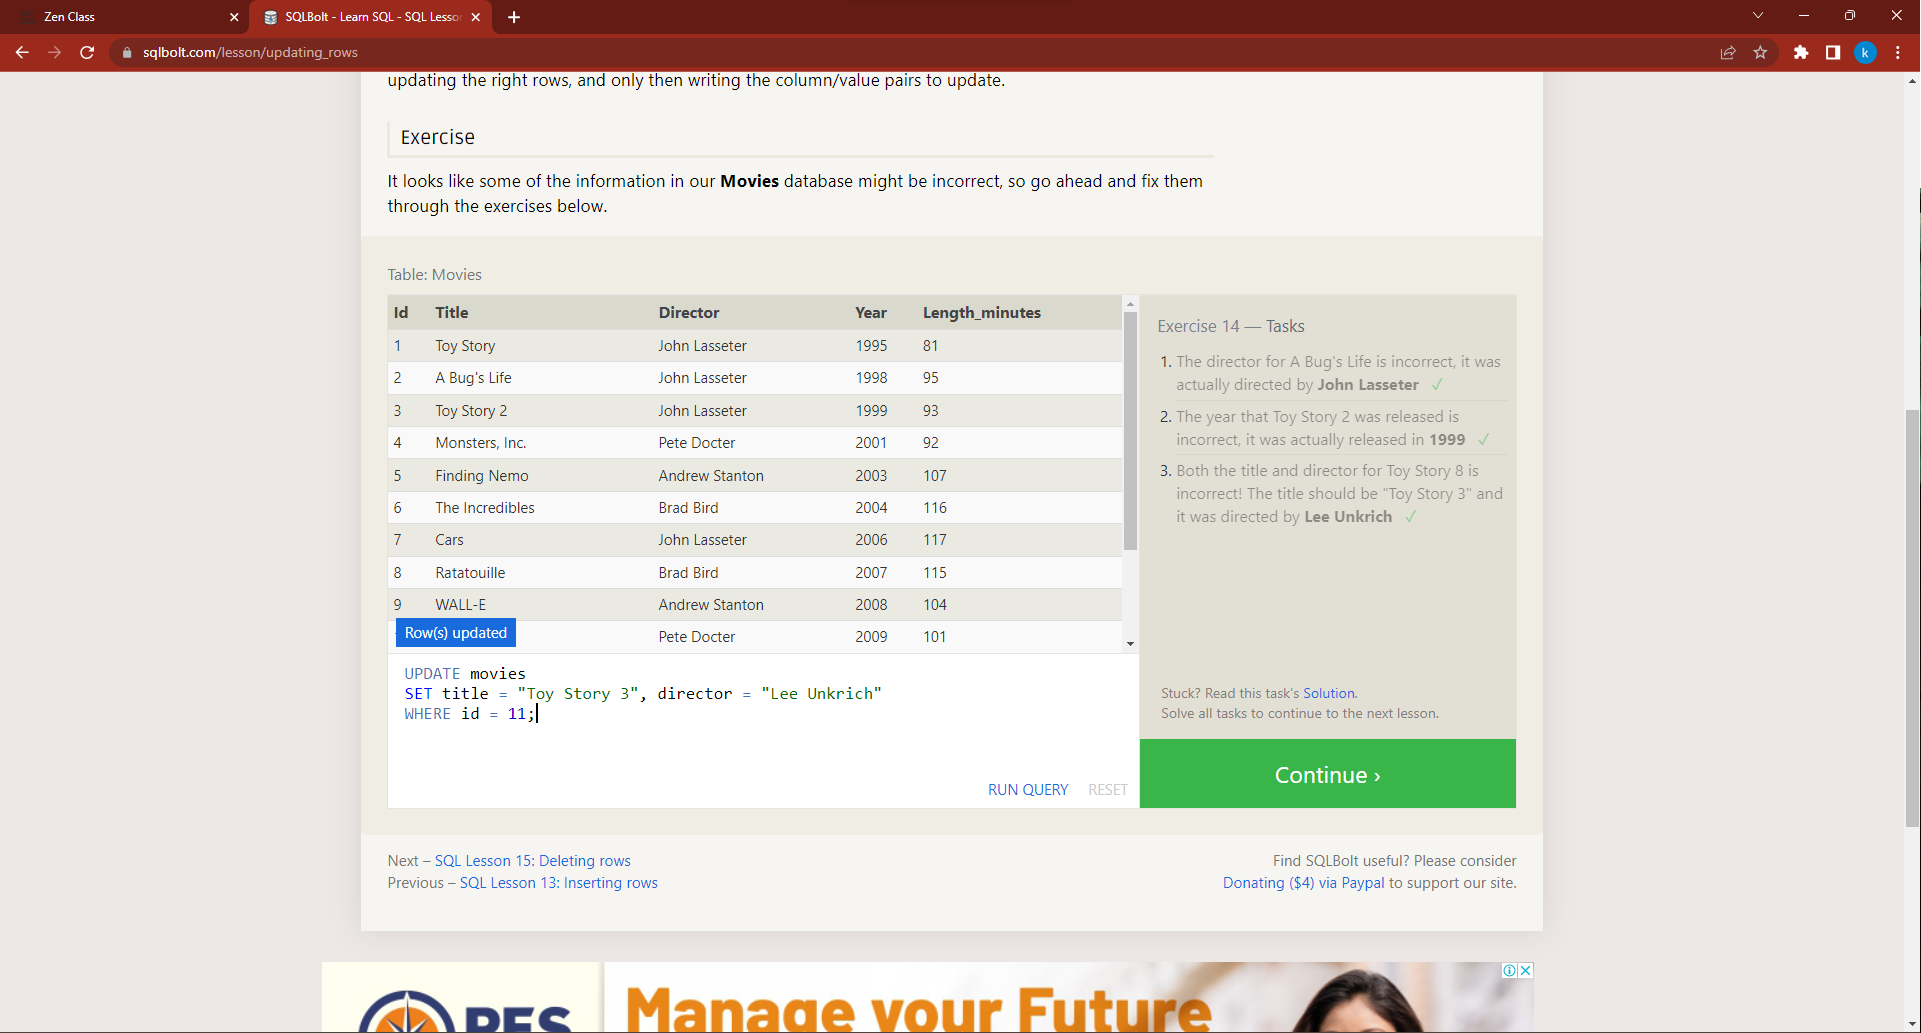 Zen Class
SQLBolt - Learn SQL - SQL Lesso
sqlbolt.com/lesson/updating_rows
k
updating the right rows, and only then writing the column/value pairs to update.
Exercise
It looks like some of the information in our Movies database might be incorrect, so go ahead and fix them
through the exercises below.
Table: Movies
Id Title Director Year Length_minutes
1 Toy Story John Lasseter 1995 81
2 A Bug's Life John Lasseter 1998 95
3 Toy Story 2 John Lasseter 1999 93
4 Monsters, Inc. Pete Docter 2001 92
5 Finding Nemo Andrew Stanton 2003 107
6 The Incredibles Brad Bird 2004 116
7 Cars John Lasseter 2006 117
8 Ratatouille Brad Bird 2007 115
9 WALL-E Andrew Stanton 2008 104
Pete Docter 2009 101
Row(s) updated
UPDATE movies
SET title = "Toy Story 3", director = "Lee Unkrich"
WHERE id = 11;
RUN QUERY RESET
Exercise 14 — Tasks
1. The director for A Bug's Life is incorrect, it was
actually directed by John Lasseter ✓
2. The year that Toy Story 2 was released is
incorrect, it was actually released in 1999 ✓
3. Both the title and director for Toy Story 8 is
incorrect! The title should be "Toy Story 3" and
it was directed by Lee Unkrich ✓
Stuck? Read this task's Solution.
Solve all tasks to continue to the next lesson.
Continue ›
Next – SQL Lesson 15: Deleting rows
Previous – SQL Lesson 13: Inserting rows
Find SQLBolt useful? Please consider
Donating ($4) via Paypal to support our site.
PES
Manage your Future